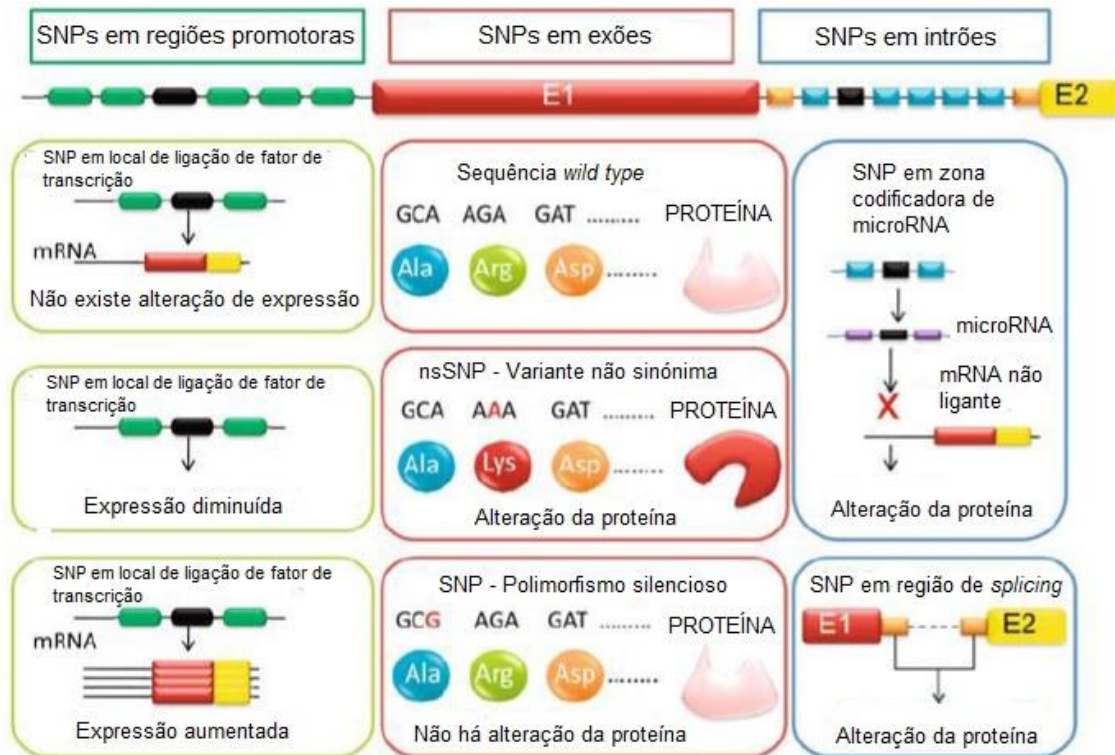 SNPs em regiões promotoras
SNPs em exões
SNPs em intrões
E1
E2
SNP em local de ligação de fator de
transcrição
mRNA
Não existe alteração de expressão
SNP em local de ligação de fator de
transcrição
Expressão diminuída
SNP em local de ligação de fator de
transcrição
mRNA
Expressão aumentada
Sequência wild type
GCA AGA GAT ......... PROTEÍNA
Ala Arg Asp ........
nsSNP - Variante não sinónima
GCA AAA GAT ......... PROTEÍNA
Ala Lys Asp ........
Alteração da proteína
SNP - Polimorfismo silencioso
GCG AGA GAT ......... PROTEÍNA
Ala Arg Asp ........
Não há alteração da proteína
SNP em zona
codificadora de
microRNA
microRNA
mRNA não
ligante
X
Alteração da proteína
SNP em região de splicing
E1 E2
Alteração da proteína